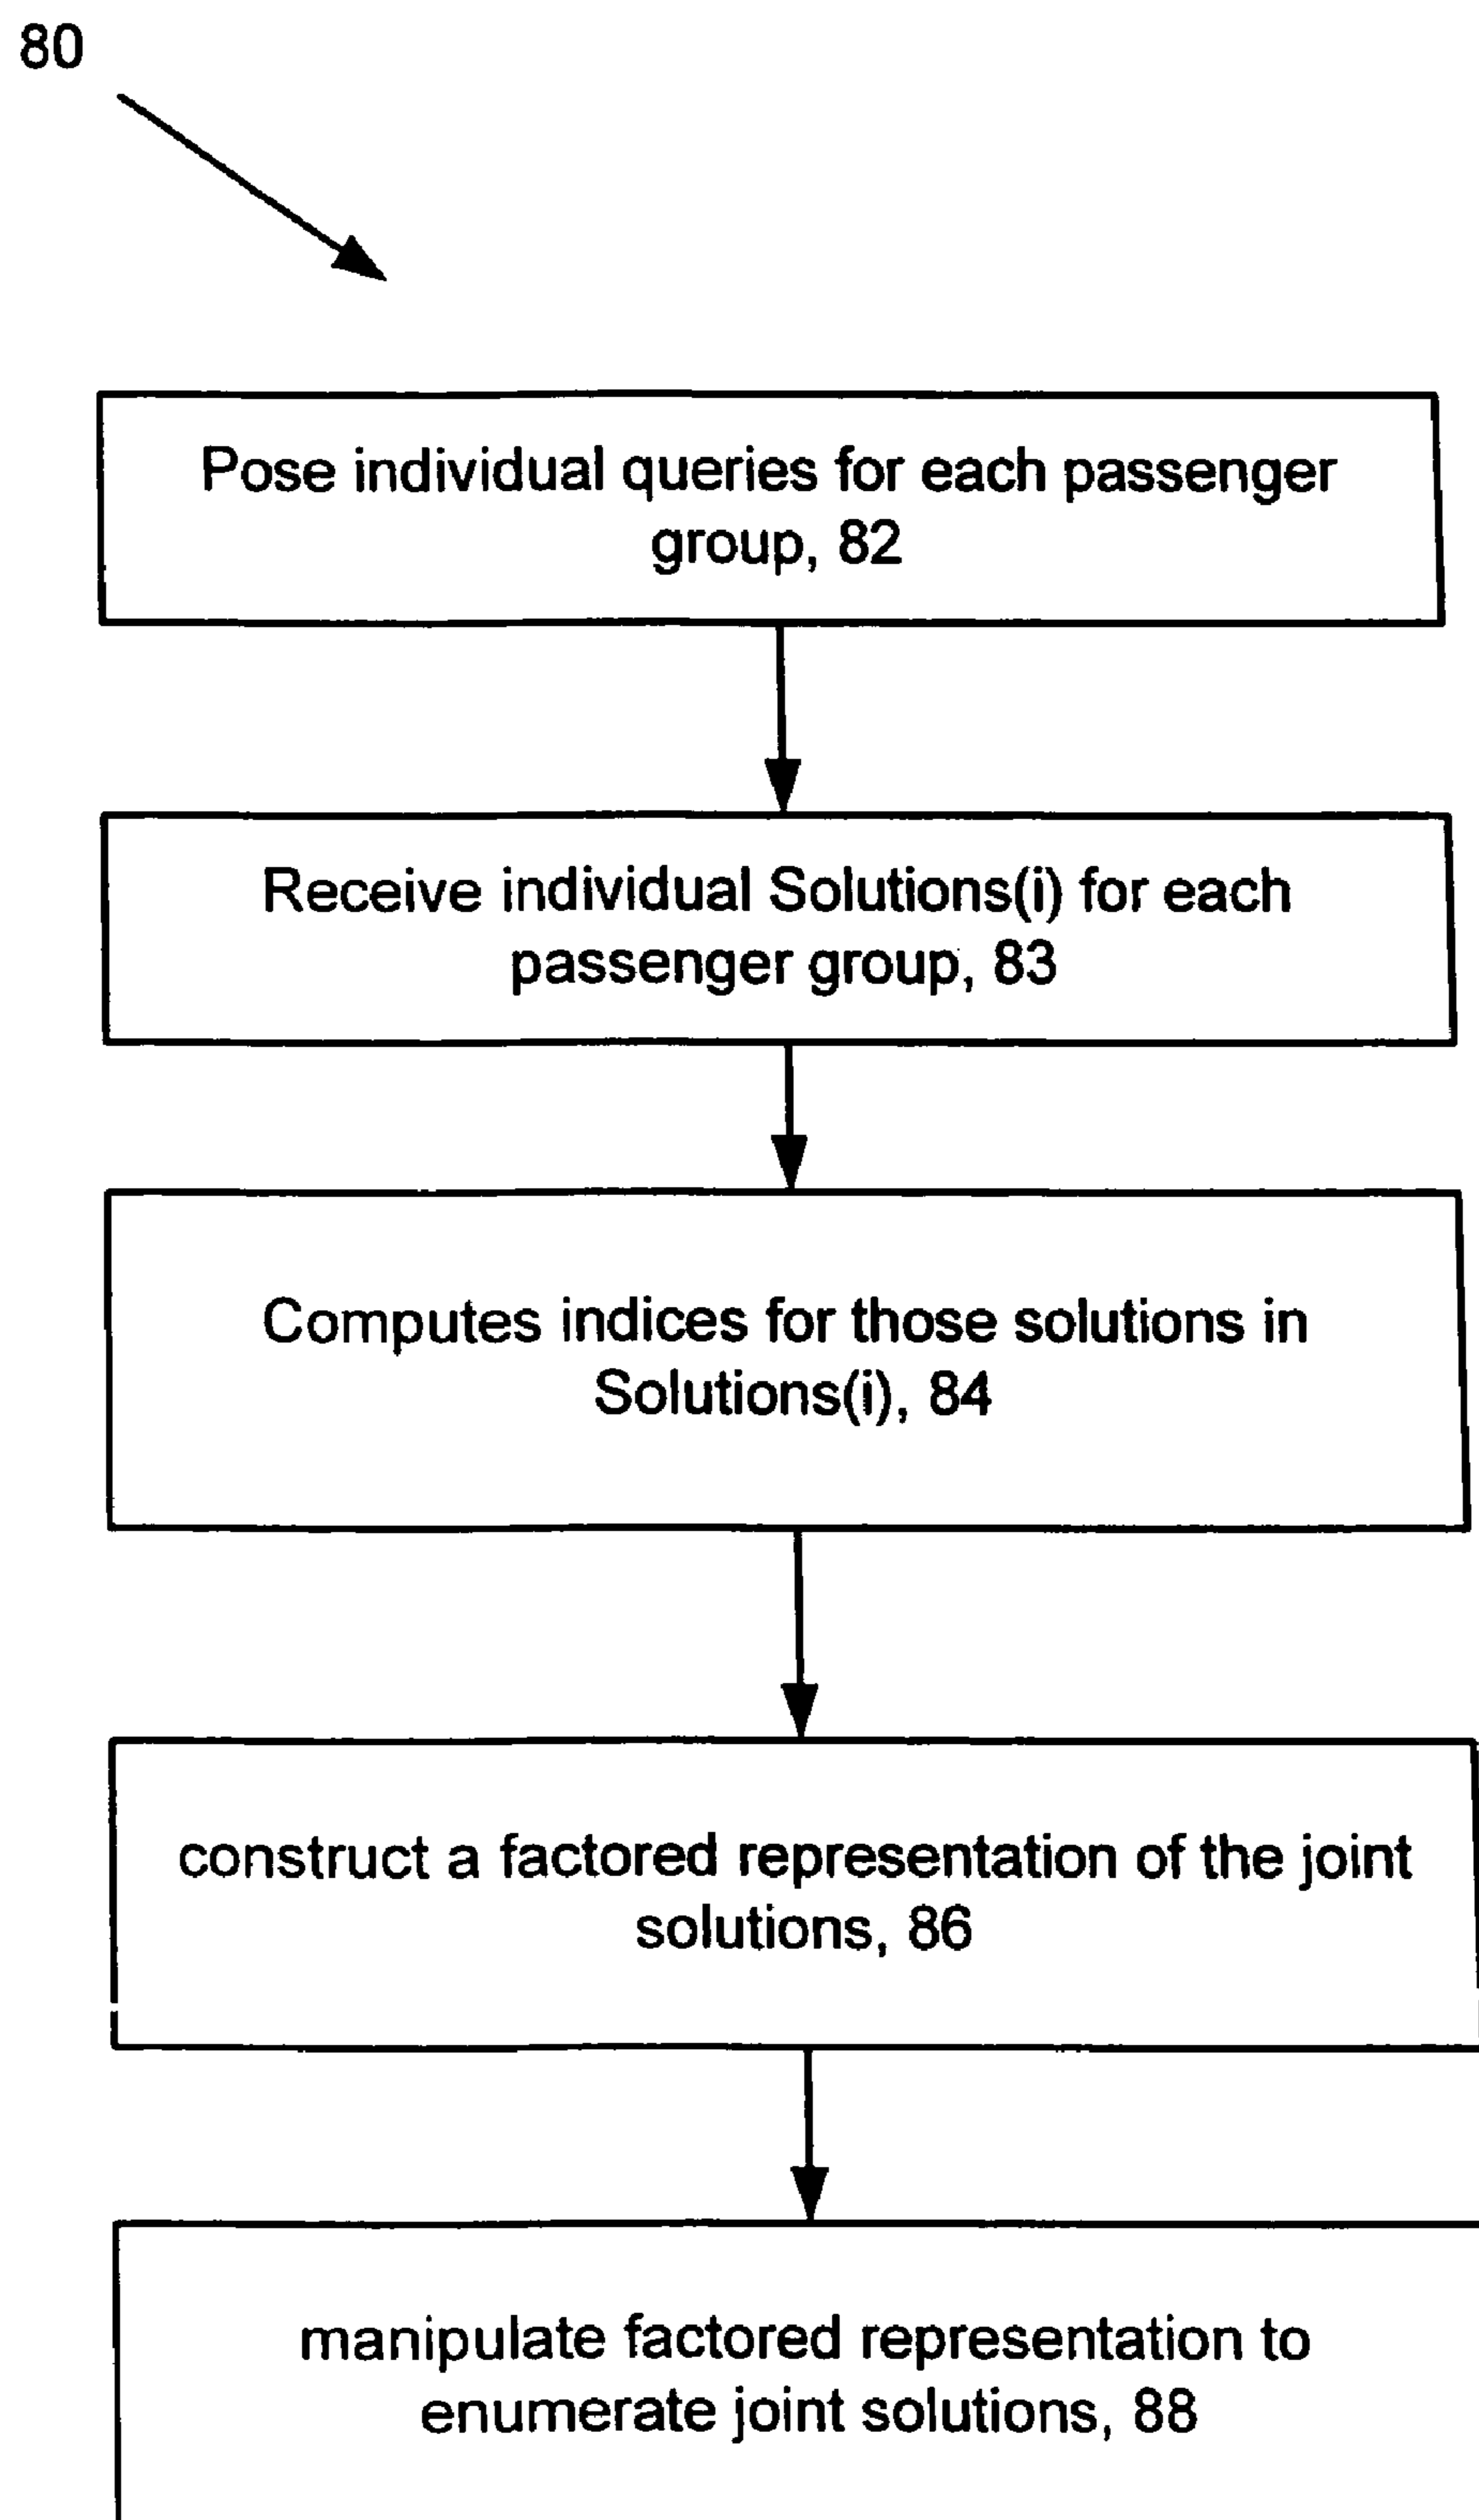 80
Pose individual queries for each passenger
group, 82
Receive individual Solutions(i) for each
passenger group, 83
Computes indices for those solutions in
Solutions(i), 84
construct a factored representation of the joint
solutions, 86
manipulate factored representation to
enumerate joint solutions, 88